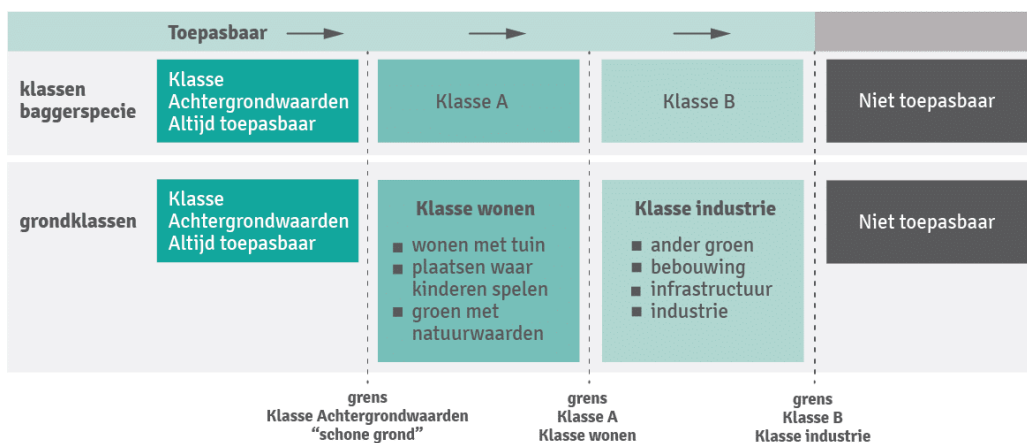 Toepasbaar
klassen
baggerspecie
Klasse
Achtergrondwaarden
Altijd toepasbaar
Klasse A
Klasse B
Niet toepasbaar
grondklassen
Klasse
Achtergrondwaarden
Altijd toepasbaar
Klasse wonen
wonen met tuin
plaatsen waar
kinderen spelen
groen met
natuurwaarden
Klasse industrie
ander groen
bebouwing
infrastructuur
industrie
Niet toepasbaar
grens
Klasse Achtergrondwaarden
“schone grond”
grens
Klasse A
Klasse wonen
grens
Klasse B
Klasse industrie